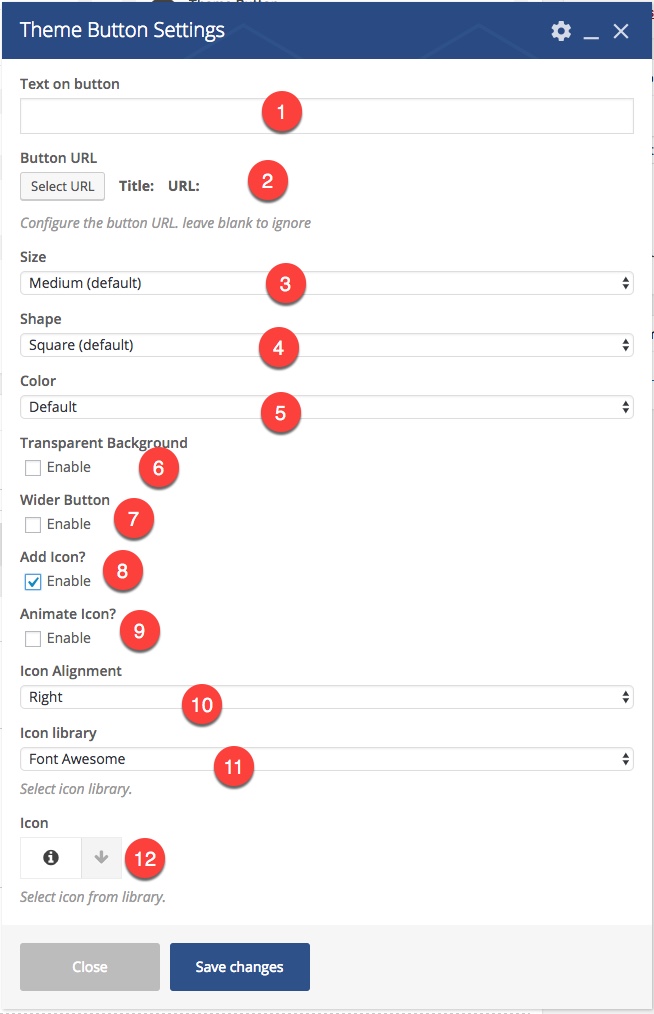 Theme Button Settings
Text on button
1
Button URL
Select URL Title: URL: 2
Configure the button URL. leave blank to ignore
Size
Medium (default) 3
Shape
Square (default) 4
Color
Default 5
Transparent Background
Enable 6
Wider Button
Enable 7
Add Icon?
Enable 8
Animate Icon?
Enable 9
Icon Alignment
Right 10
Icon library
Font Awesome 11
Select icon library.
Icon
12
Select icon from library.
Close Save changes